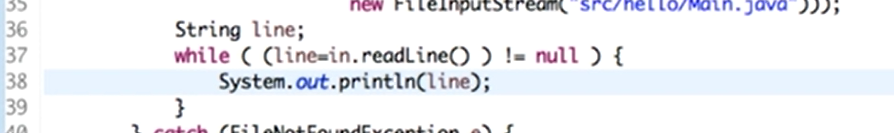 35 new FileInputStream("src/hello/Main.java")));
36 String line;
37 while ( (line=in.readLine() ) != null ) {
38 System.out.println(line);
39 }
40 } catch (FileNotFoundException e) {